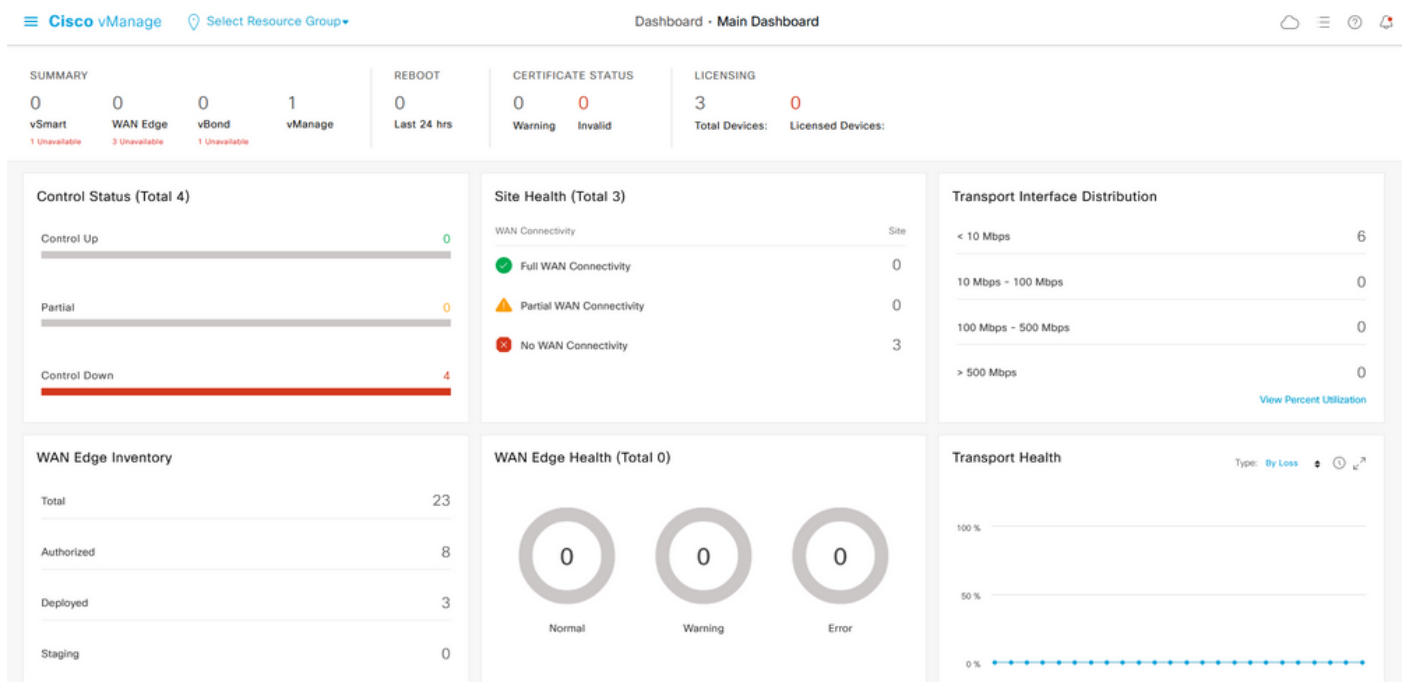 Cisco vManage
Select Resource Group
Dashboard · Main Dashboard
SUMMARY
0 0 0 1
vSmart WAN Edge vBond vManage
1 Unavailable 3 Unavailable 1 Unavailable
REBOOT
0
Last 24 hrs
CERTIFICATE STATUS
0 0
Warning Invalid
LICENSING
3 0
Total Devices: Licensed Devices:
Control Status (Total 4)
Control Up 0
Partial 0
Control Down 4
Site Health (Total 3)
WAN Connectivity Site
Full WAN Connectivity 0
Partial WAN Connectivity 0
No WAN Connectivity 3
Transport Interface Distribution
< 10 Mbps 6
10 Mbps - 100 Mbps 0
100 Mbps - 500 Mbps 0
> 500 Mbps 0
View Percent Utilization
WAN Edge Inventory
Total 23
Authorized 8
Deployed 3
Staging 0
WAN Edge Health (Total 0)
0 0 0
Normal Warning Error
Transport Health
Type: By Loss
100 %
50 %
0 %